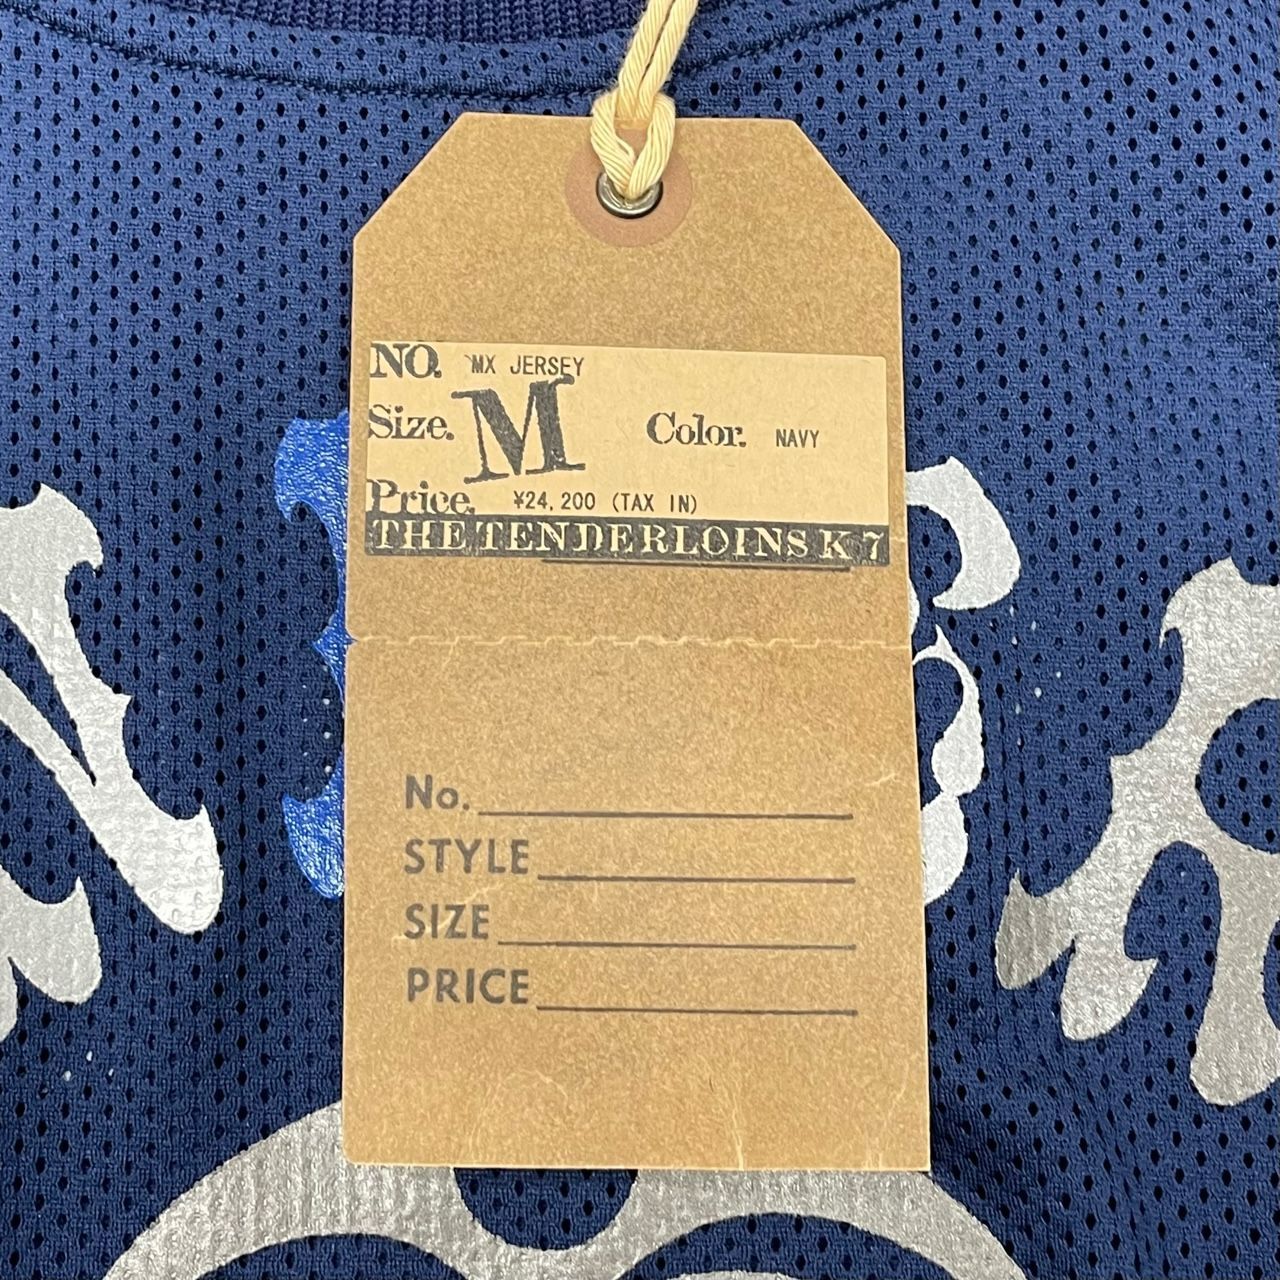 NO. MX JERSEY
Size. M Color. NAVY
Price. ¥24,200 (TAX IN)
THE TENDERLOINS K 7
No.
STYLE
SIZE
PRICE